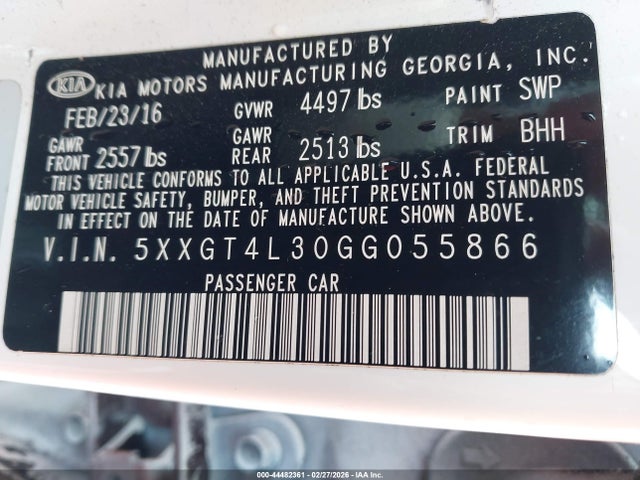 MANUFACTURED BY
KIA KIA MOTORS MANUFACTURING GEORGIA, INC.
FEB/23/16 GVWR 4497 lbs PAINT SWP
GAWR FRONT 2557 lbs GAWR REAR 2513 lbs TRIM BHH
THIS VEHICLE CONFORMS TO ALL APPLICABLE U.S.A. FEDERAL
MOTOR VEHICLE SAFETY, BUMPER, AND THEFT PREVENTION STANDARDS
IN EFFECT ON THE DATE OF MANUFACTURE SHOWN ABOVE.
V.I.N. 5XXGT4L30GG055866
PASSENGER CAR
000-44482361 - 02/27/2026 - IAA Inc.